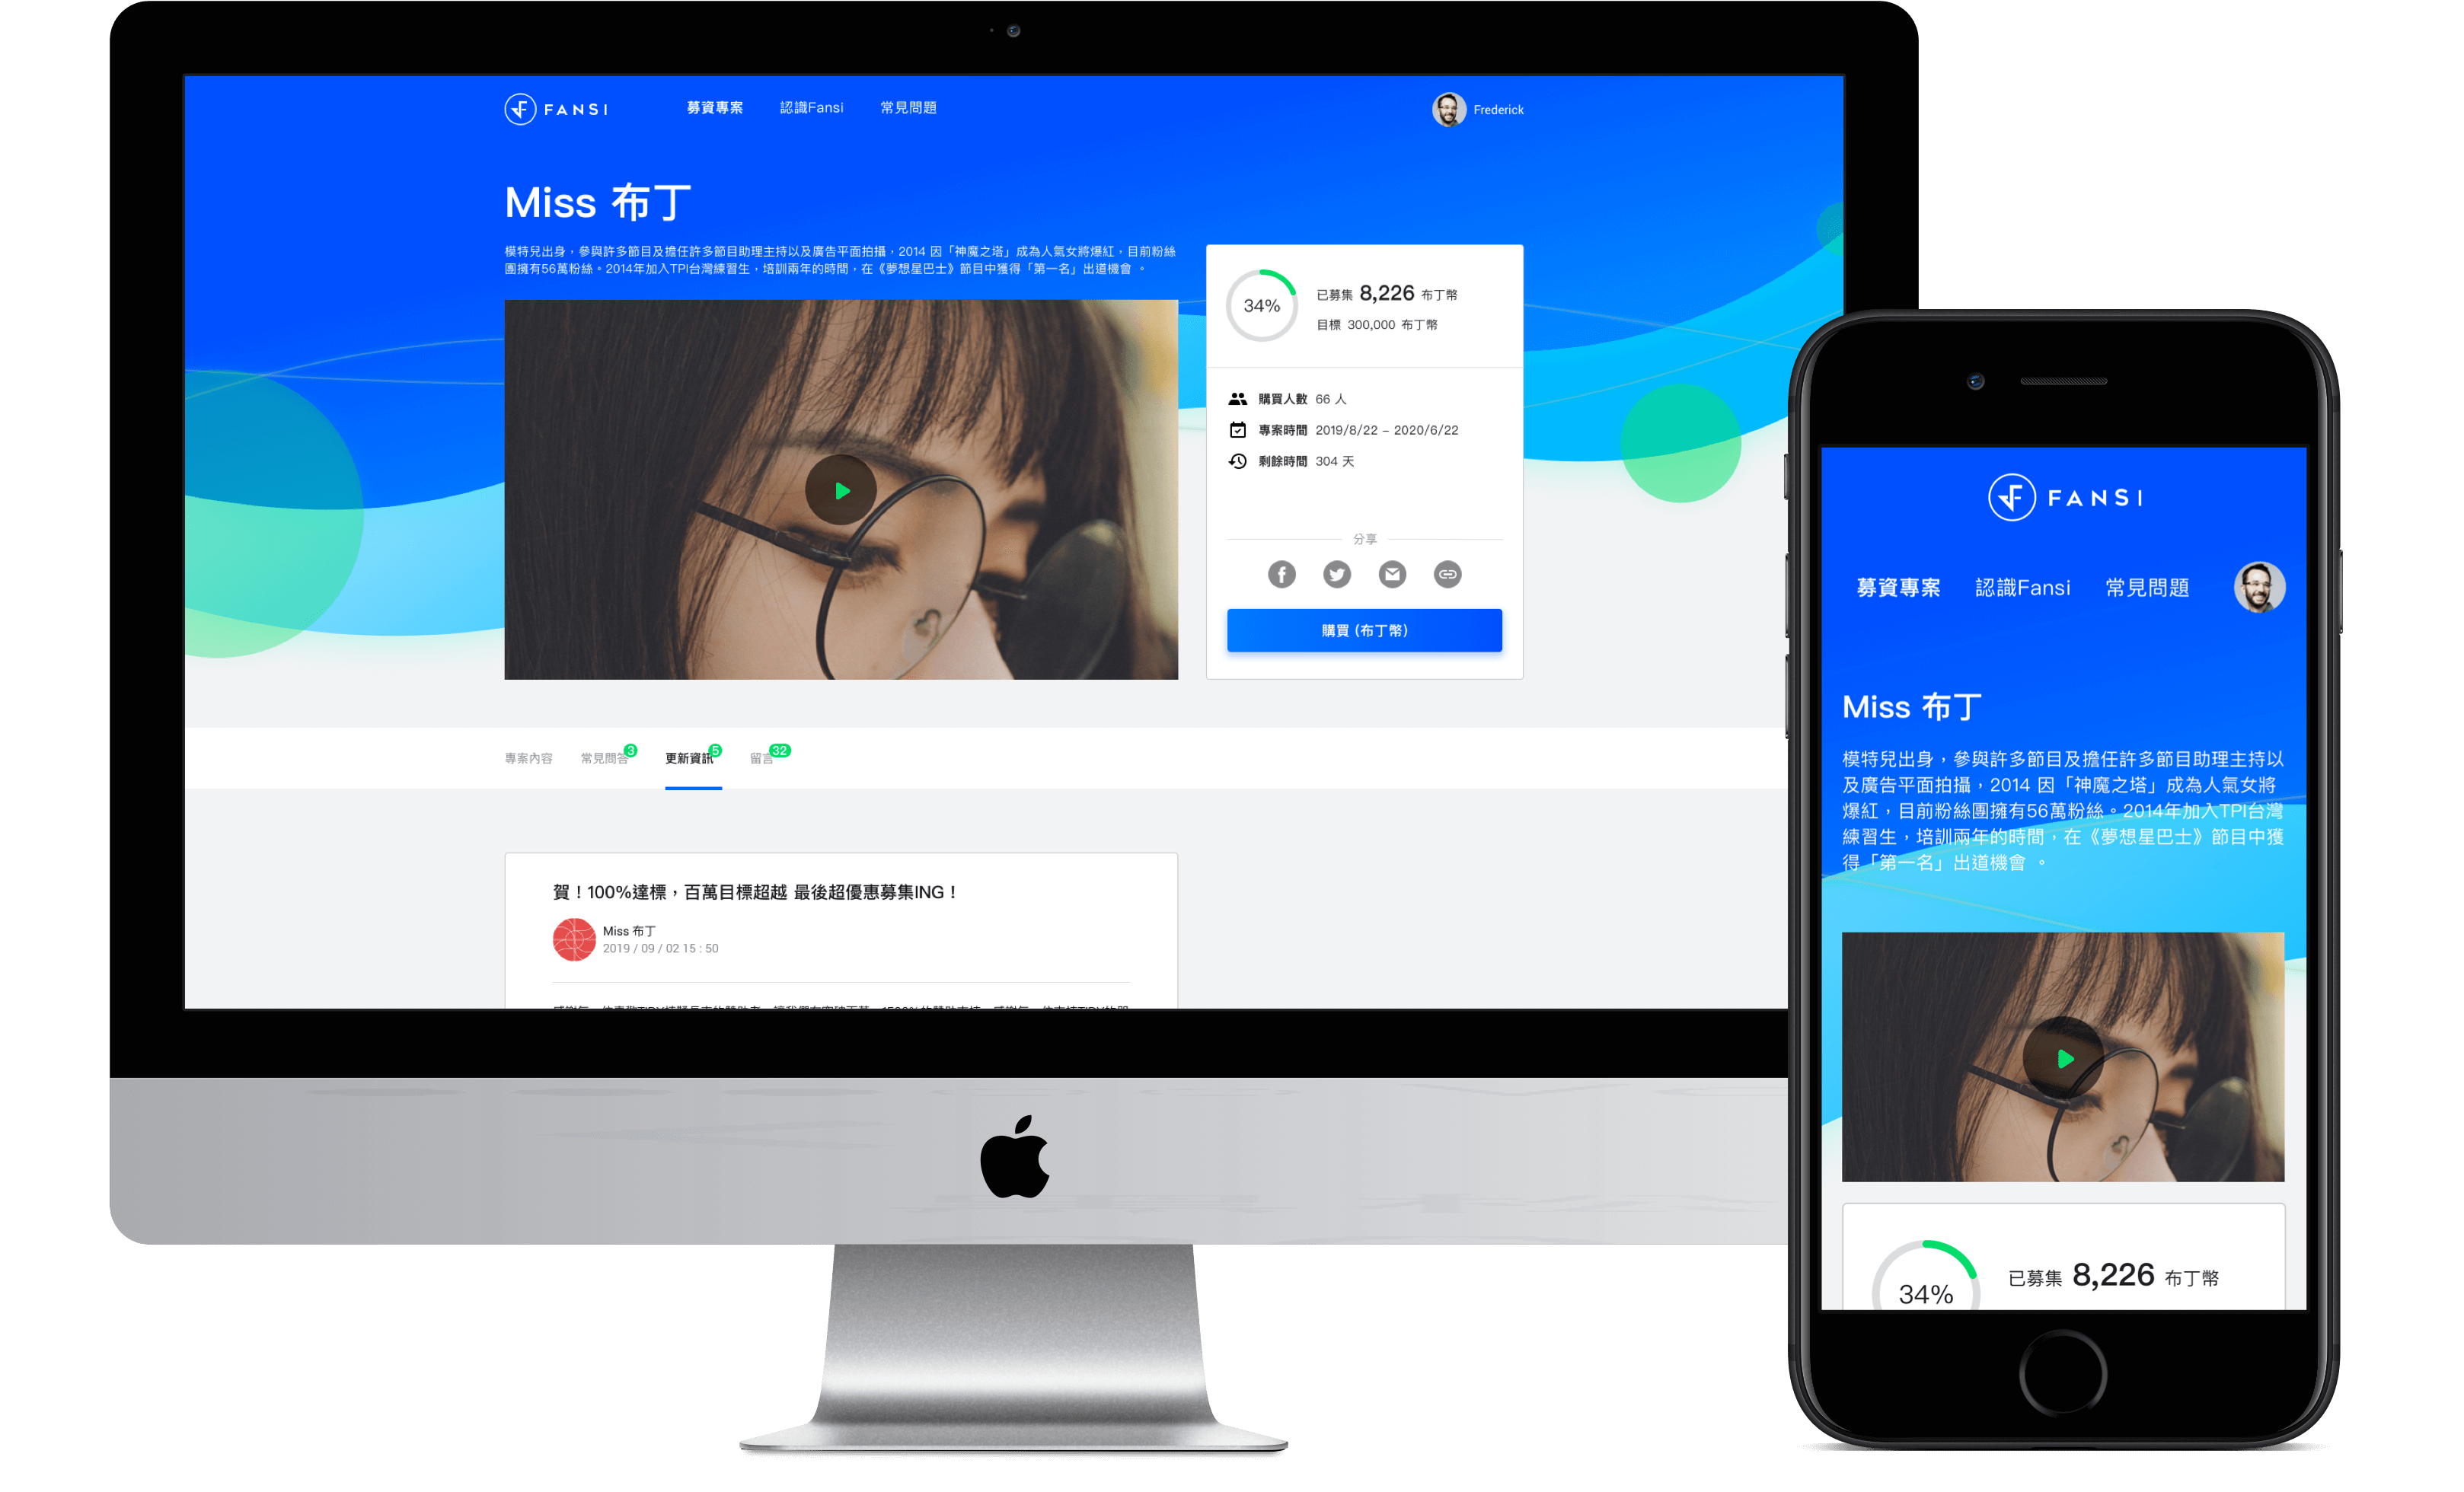 FANSI
募資專案 認識Fansi 常見問題
Frederick
Miss 布丁
模特兒出身，參與許多節目及擔任許多節目助理主持以及廣告平面拍攝，2014 因「神魔之塔」成為人氣女將爆紅，目前粉絲
團擁有56萬粉絲。2014年加入TPI台灣練習生，培訓兩年的時間，在《夢想星巴士》節目中獲得「第一名」出道機會 。
34%
已募集 8,226 布丁幣
目標 300,000 布丁幣
購買人數 66 人
專案時間 2019/8/22 – 2020/6/22
剩餘時間 304 天
分享
購買 (布丁幣)
專案內容 常見問答 3 更新資訊 5 留言 32
賀！100%達標，百萬目標超越 最後超優惠募集ING！
Miss 布丁
2019 / 09 / 02 15 : 50
FANSI
募資專案 認識Fansi 常見問題
Miss 布丁
模特兒出身，參與許多節目及擔任許多節目助理主持以
及廣告平面拍攝，2014 因「神魔之塔」成為人氣女將
爆紅，目前粉絲團擁有56萬粉絲。2014年加入TPI台灣
練習生，培訓兩年的時間，在《夢想星巴士》節目中獲
得「第一名」出道機會 。
34%
已募集 8,226 布丁幣